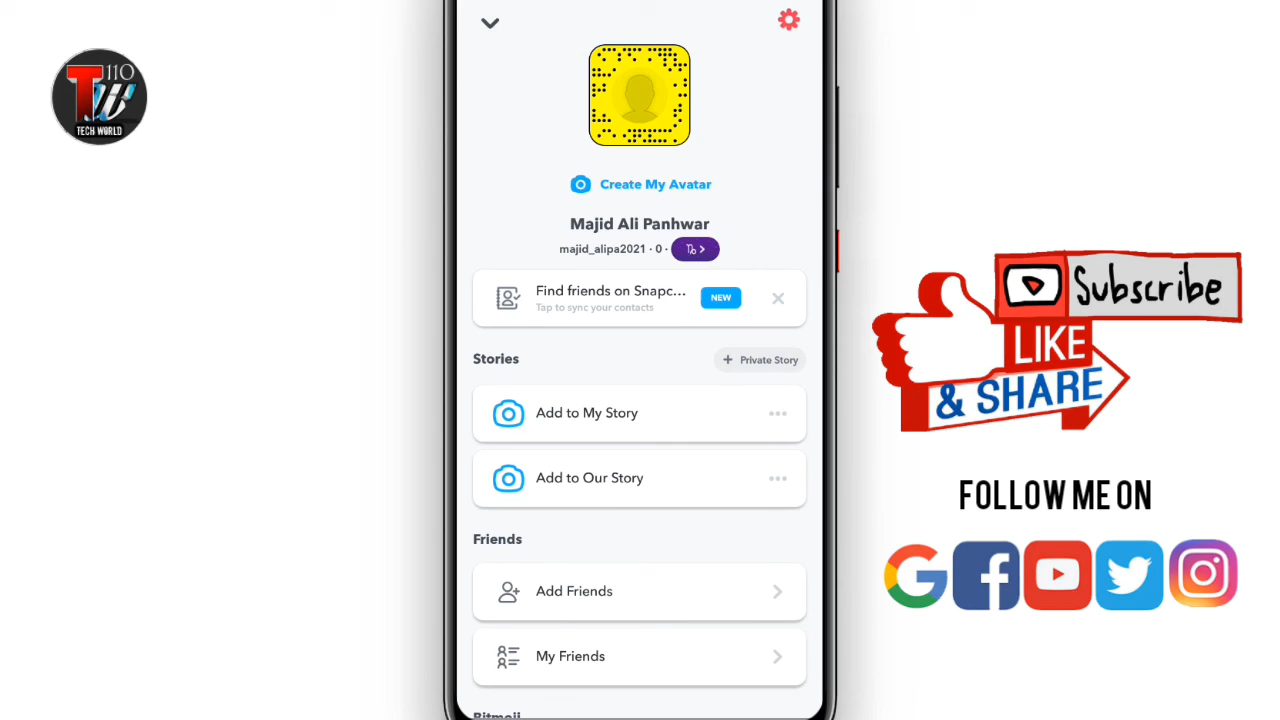 T 110
W
TECH WORLD
Create My Avatar
Majid Ali Panhwar
majid_alipa2021 · 0 ·
Find friends on Snapc...
NEW
Tap to sync your contacts
Stories
+ Private Story
Add to My Story
Add to Our Story
Friends
Add Friends
My Friends
Bitmoji
Subscribe
LIKE
& SHARE
FOLLOW ME ON